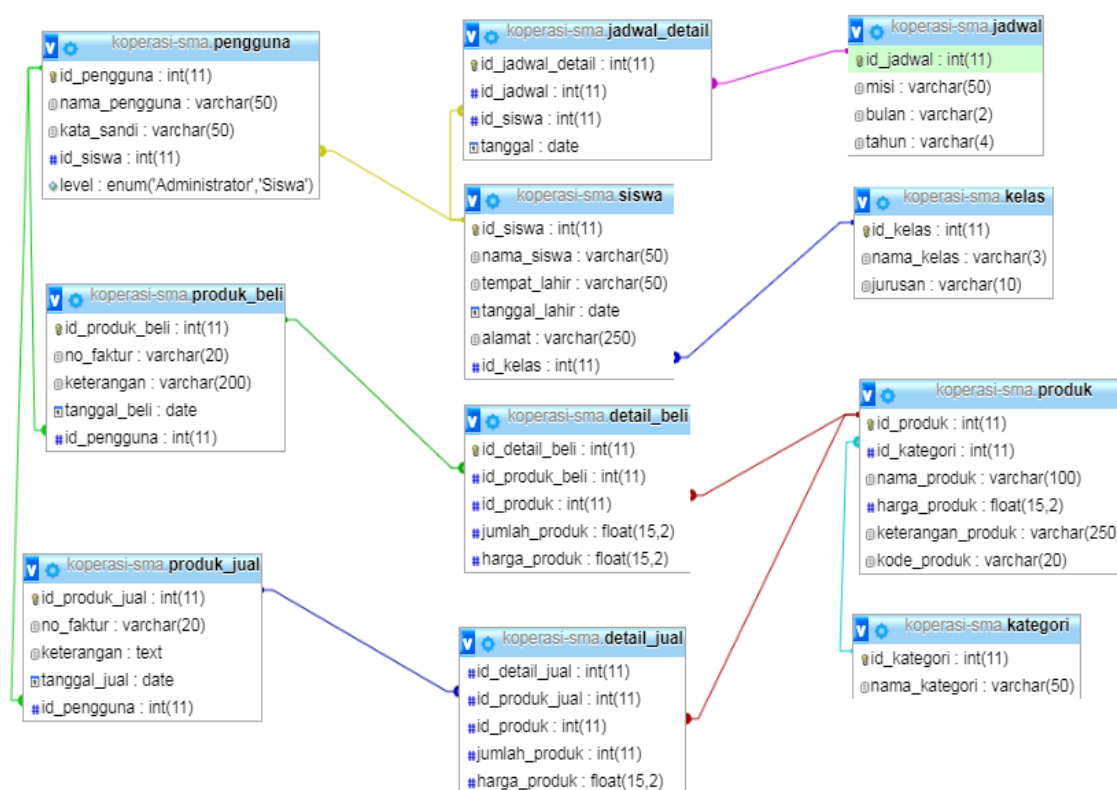 koperasi-sma.pengguna
id_pengguna : int(11)
nama_pengguna : varchar(50)
kata_sandi : varchar(50)
id_siswa : int(11)
level : enum('Administrator','Siswa')
koperasi-sma.jadwal_detail
id_jadwal_detail : int(11)
id_jadwal : int(11)
id_siswa : int(11)
tanggal : date
koperasi-sma.jadwal
id_jadwal : int(11)
misi : varchar(50)
bulan : varchar(2)
tahun : varchar(4)
koperasi-sma.siswa
id_siswa : int(11)
nama_siswa : varchar(50)
tempat_lahir : varchar(50)
tanggal_lahir : date
alamat : varchar(250)
id_kelas : int(11)
koperasi-sma.kelas
id_kelas : int(11)
nama_kelas : varchar(3)
jurusan : varchar(10)
koperasi-sma.produk_beli
id_produk_beli : int(11)
no_faktur : varchar(20)
keterangan : varchar(200)
tanggal_beli : date
id_pengguna : int(11)
koperasi-sma.detail_beli
id_detail_beli : int(11)
id_produk_beli : int(11)
id_produk : int(11)
jumlah_produk : float(15,2)
harga_produk : float(15,2)
koperasi-sma.produk
id_produk : int(11)
id_kategori : int(11)
nama_produk : varchar(100)
harga_produk : float(15,2)
keterangan_produk : varchar(250
kode_produk : varchar(20)
koperasi-sma.produk_jual
id_produk_jual : int(11)
no_faktur : varchar(20)
keterangan : text
tanggal_jual : date
id_pengguna : int(11)
koperasi-sma.detail_jual
id_detail_jual : int(11)
id_produk_jual : int(11)
id_produk : int(11)
jumlah_produk : int(11)
harga_produk : float(15,2)
koperasi-sma.kategori
id_kategori : int(11)
nama_kategori : varchar(50)